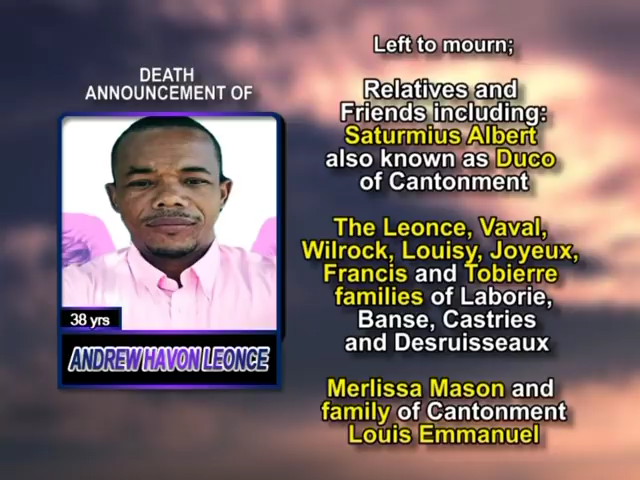 DEATH
ANNOUNCEMENT OF
38 yrs
ANDREW HAVON LEONCE
Left to mourn;
Relatives and
Friends including:
Saturmius Albert
also known as Duco
of Cantonment
The Leonce, Vaval,
Wilrock, Louisy, Joyeux,
Francis and Tobierre
families of Laborie,
Banse, Castries
and Desruisseaux
Merlissa Mason and
family of Cantonment
Louis Emmanuel